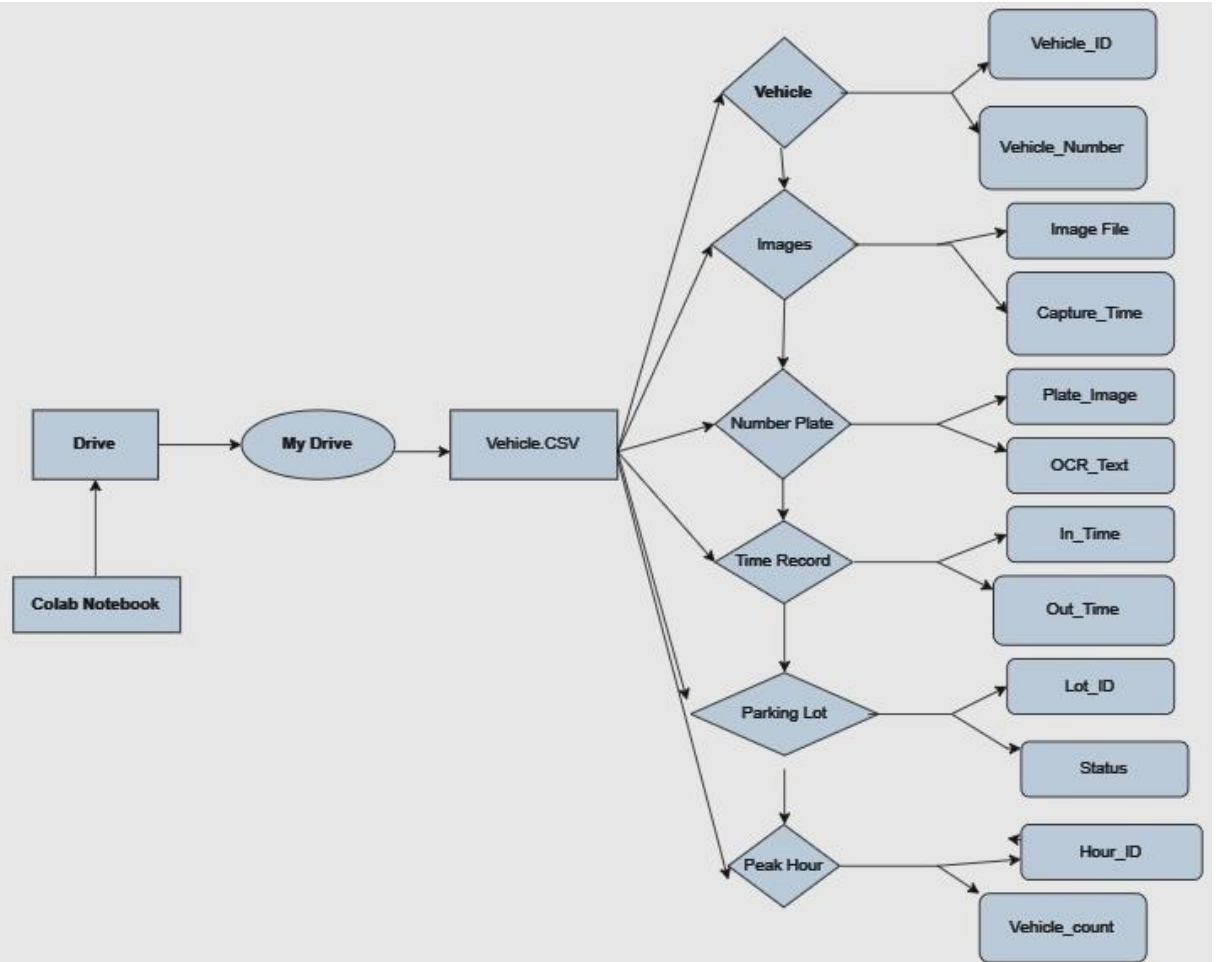 Vehicle_ID
Vehicle
Vehicle_Number
Image File
Images
Capture_Time
Plate_Image
Number Plate
OCR_Text
Drive
My Drive
Vehicle.CSV
In_Time
Time Record
Out_Time
Colab Notebook
Lot_ID
Parking Lot
Status
Hour_ID
Peak Hour
Vehicle_count